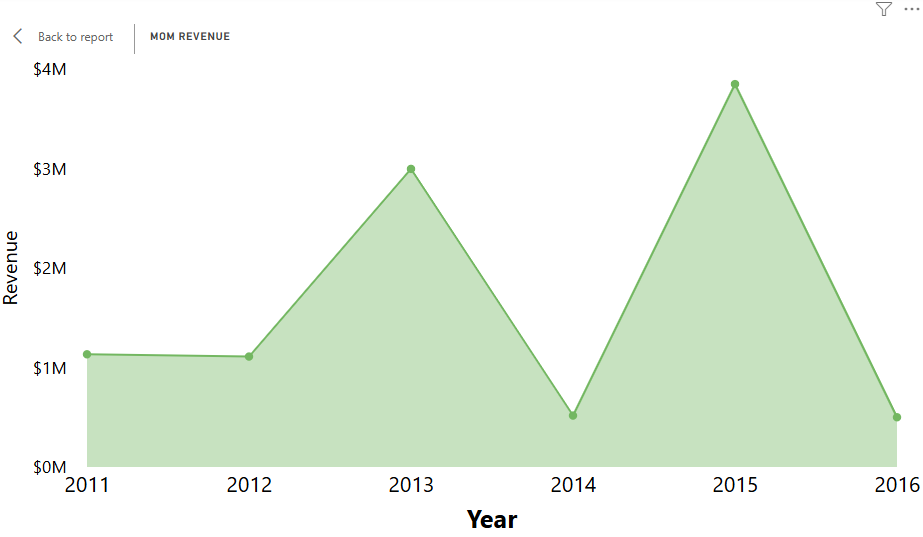 Back to report
MOM REVENUE
$4M
$3M
$2M
$1M
$0M
Revenue
2011 2012 2013 2014 2015 2016
Year